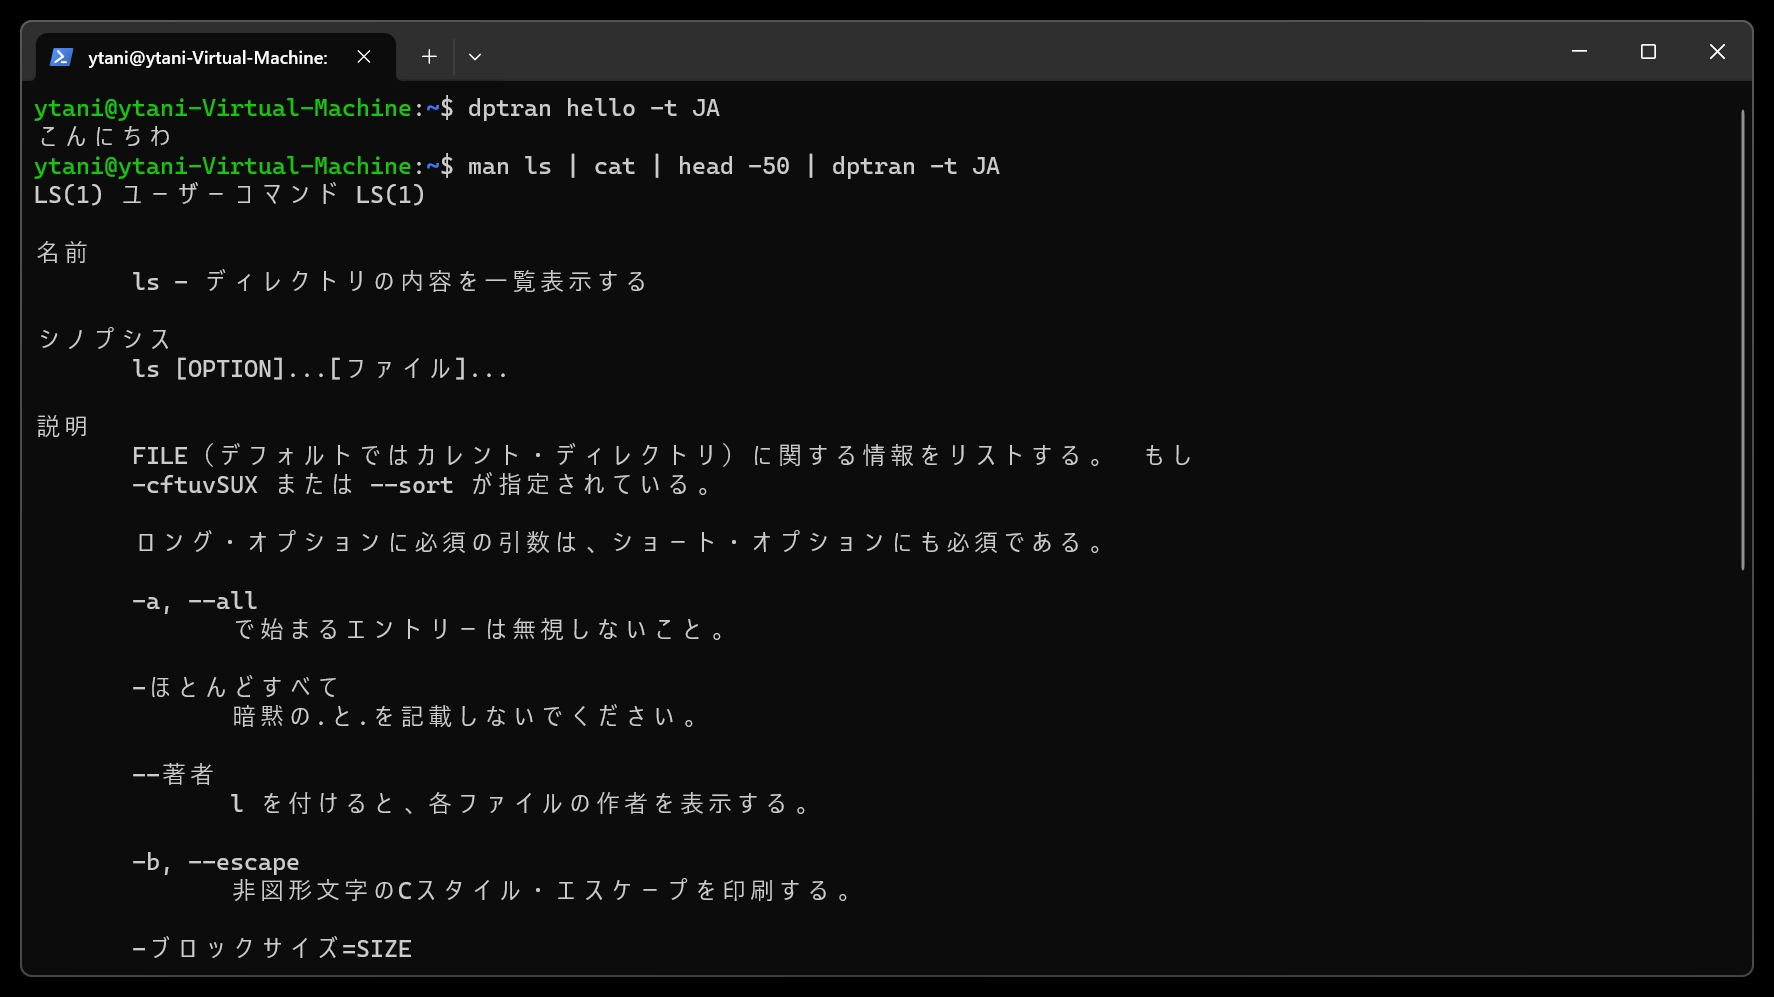 ytani@ytani-Virtual-Machine:
ytani@ytani-Virtual-Machine:~$ dptran hello -t JA
こんにちわ
ytani@ytani-Virtual-Machine:~$ man ls | cat | head -50 | dptran -t JA
LS(1) ユーザーコマンド LS(1)
名前
ls - ディレクトリの内容を一覧表示する
シノプシス
ls [OPTION]...[ファイル]...
説明
FILE（デフォルトではカレント・ディレクトリ）に関する情報をリストする。 もし
-cftuvSUX または --sort が指定されている。
ロング・オプションに必須の引数は、ショート・オプションにも必須である。
-a, --all
で始まるエントリーは無視しないこと。
-ほとんどすべて
暗黙の.と.を記載しないでください。
--著者
l を付けると、各ファイルの作者を表示する。
-b, --escape
非図形文字のCスタイル・エスケープを印刷する。
-ブロックサイズ=SIZE